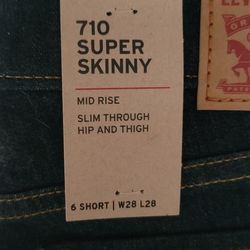 710
SUPER
SKINNY
MID RISE
SLIM THROUGH
HIP AND THIGH
6 SHORT | W28 L28